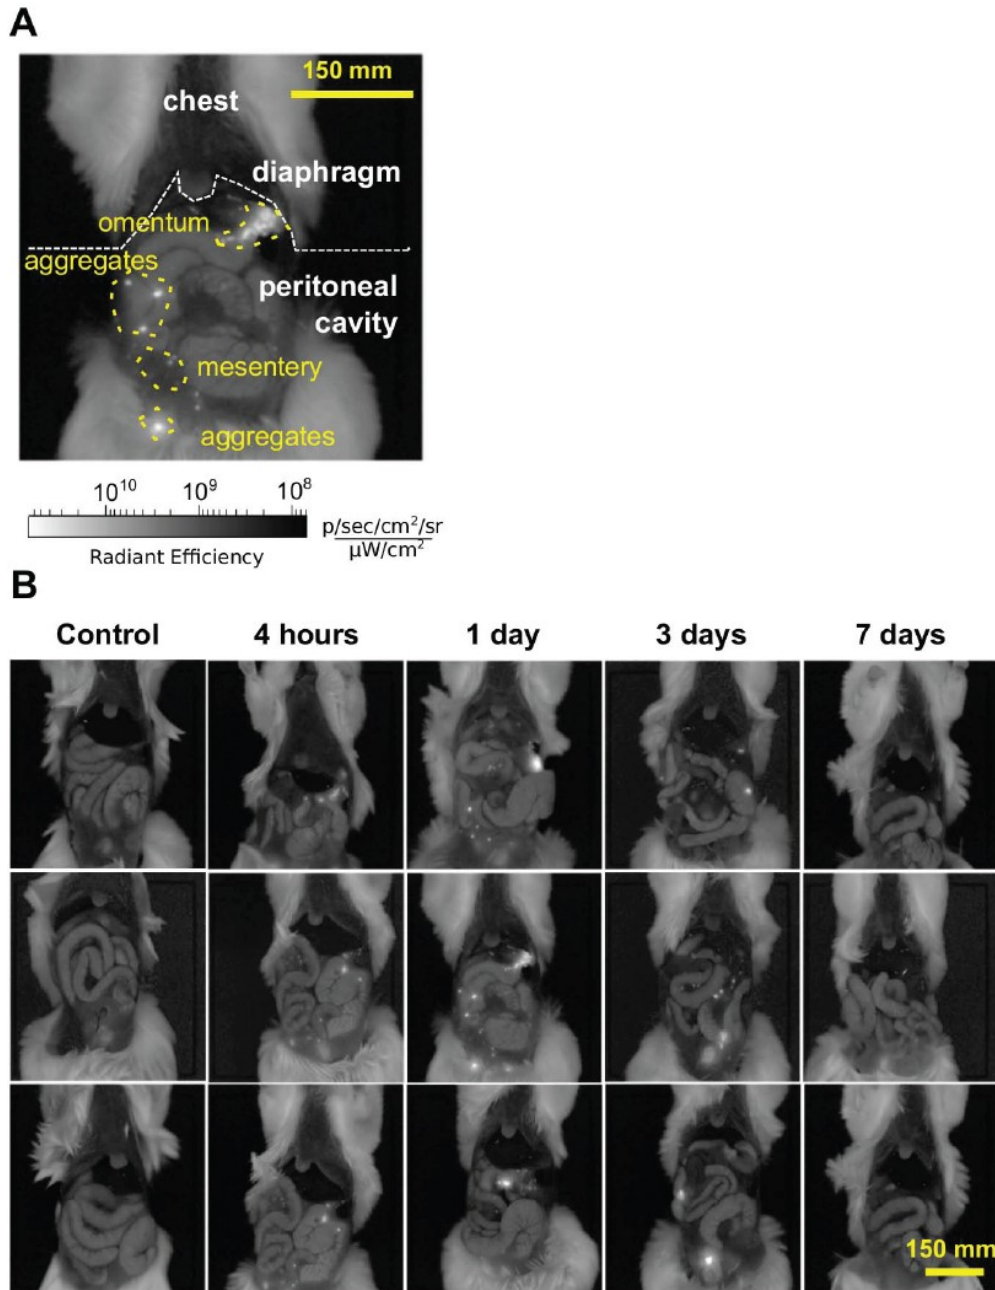 A
150 mm
chest
diaphragm
omentum
aggregates
peritoneal
cavity
mesentery
aggregates
10¹⁰ 10⁹ 10⁸
p/sec/cm²/sr
µW/cm²
Radiant Efficiency
B
Control 4 hours 1 day 3 days 7 days
150 mm